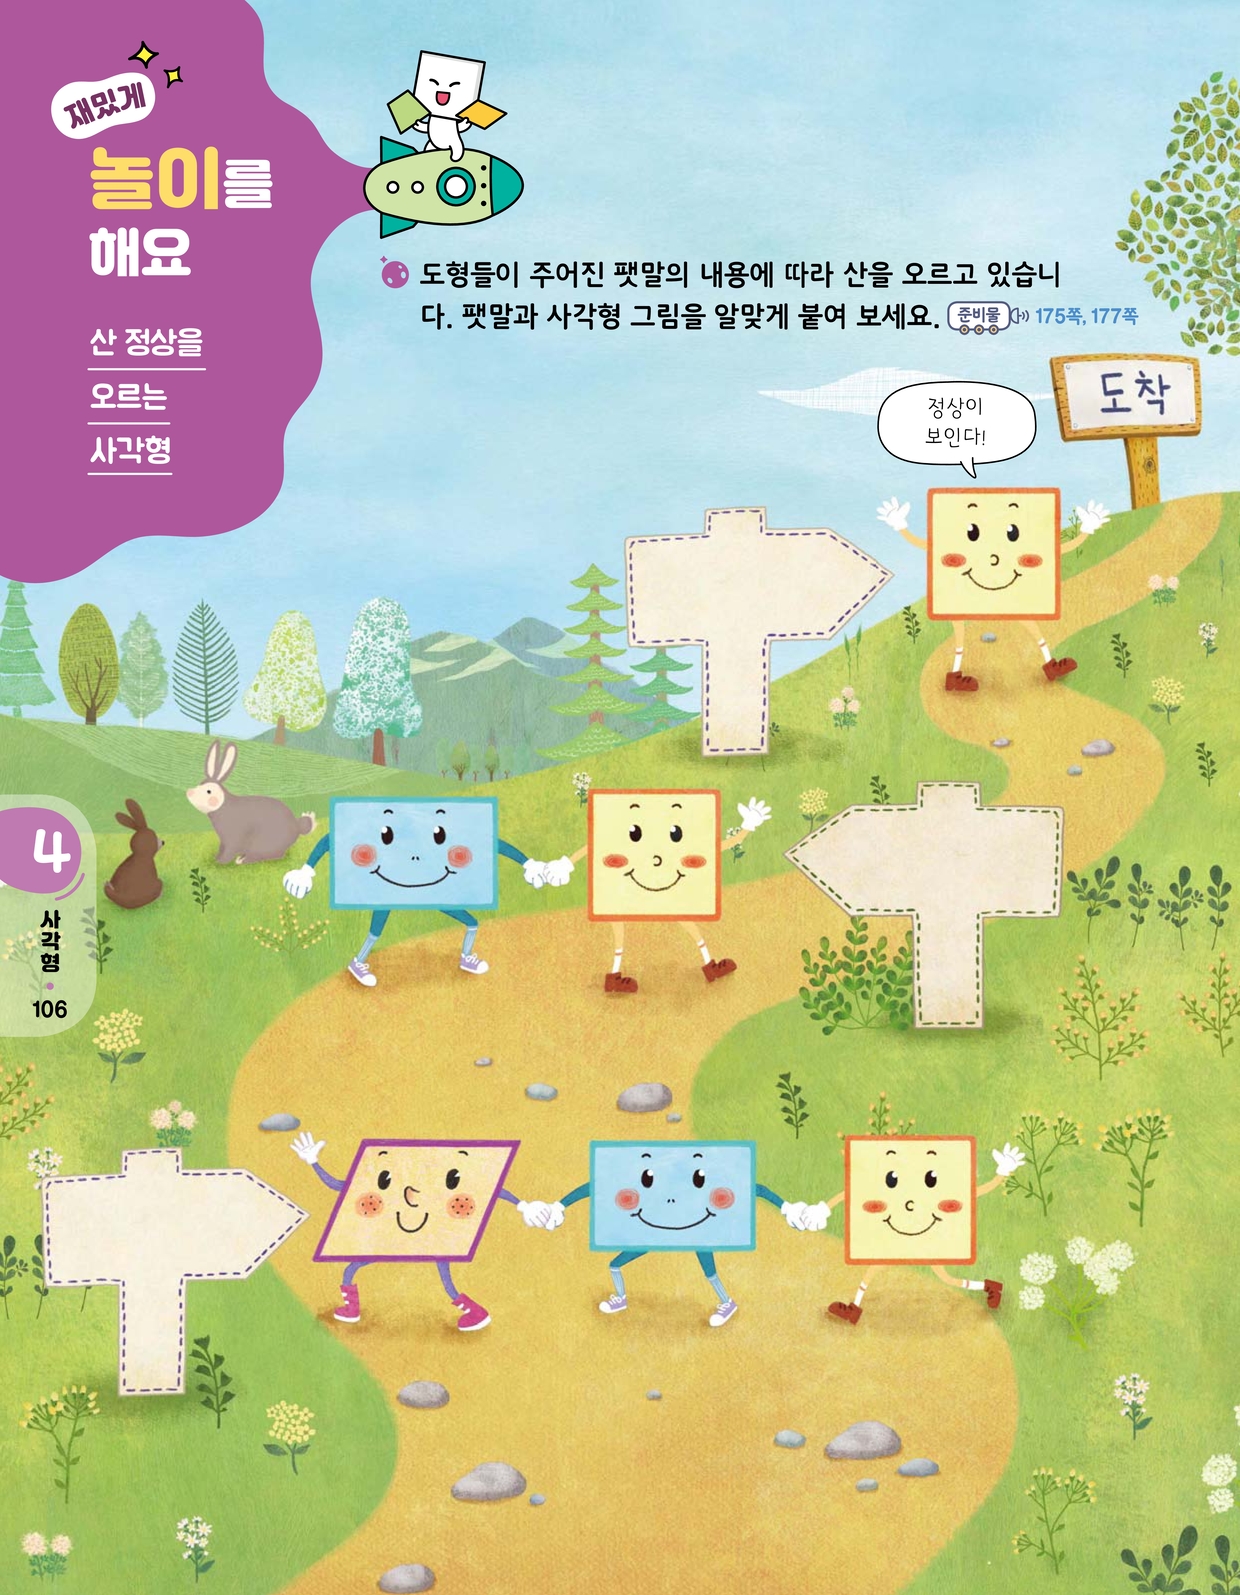 재밌게
놀이를
해요
산 정상을
오르는
사각형
도형들이 주어진 팻말의 내용에 따라 산을 오르고 있습니
다. 팻말과 사각형 그림을 알맞게 붙여 보세요. 준비물 175쪽, 177쪽
도착
정상이
보인다!
4
사각형
106